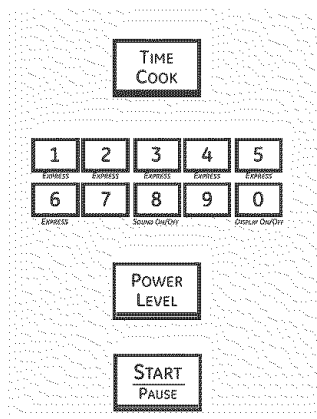 TIME
COOK
1 2 3 4 5
EXPRESS EXPRESS EXPRESS EXPRESS EXPRESS
6 7 8 9 0
EXPRESS SOUND ON/OFF DISPLAY ON/OFF
POWER
LEVEL
START
PAUSE